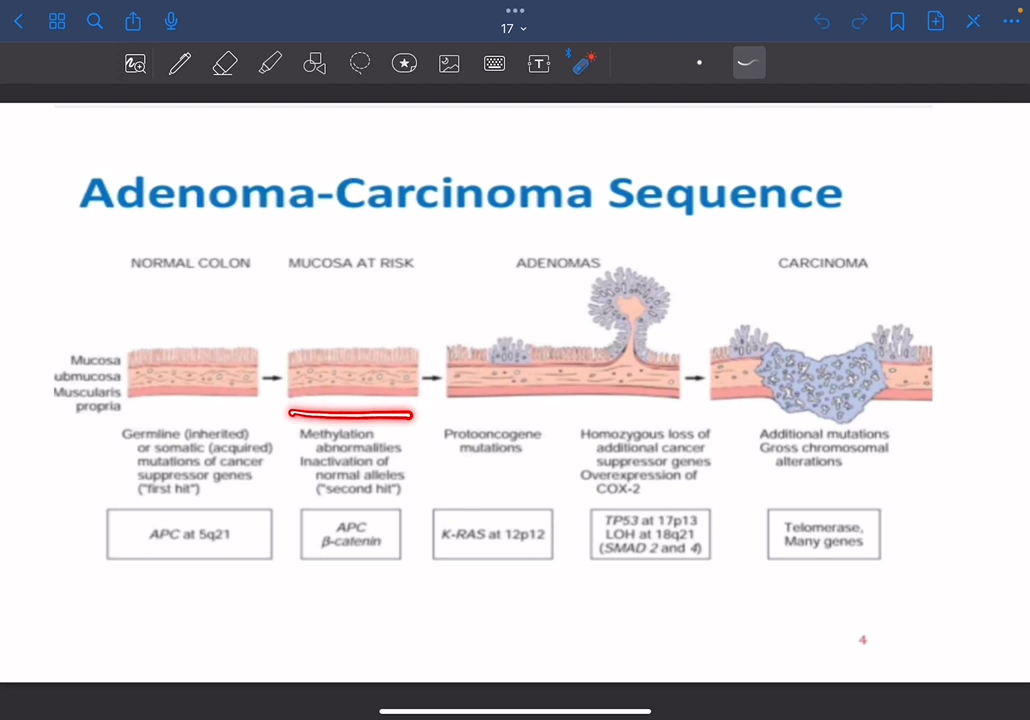 17
T
Adenoma-Carcinoma Sequence
NORMAL COLON
MUCOSA AT RISK
ADENOMAS
CARCINOMA
Mucosa
ubmucosa
Muscularis
propria
Germline (inherited)
or somatic (acquired)
mutations of cancer
suppressor genes
("first hit")
Methylation
abnormalities
Inactivation of
normal alleles
("second hit")
Protooncogene
mutations
Homozygous loss of
additional cancer
suppressor genes
Overexpression of
COX-2
Additional mutations
Gross chromosomal
alterations
APC at 5q21
APC
β-catenin
K-RAS at 12p12
TP53 at 17p13
LOH at 18q21
(SMAD 2 and 4)
Telomerase,
Many genes
4